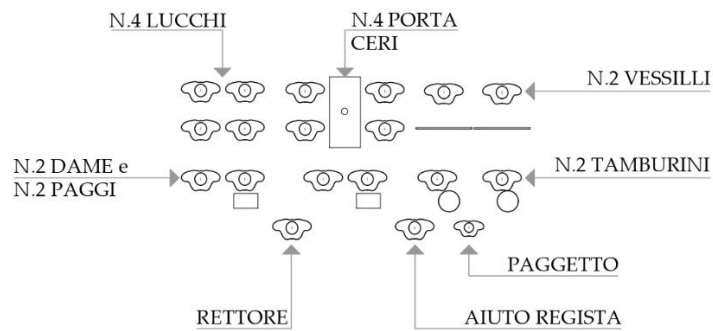 N.4 LUCCHI
N.4 PORTA
CERI
N.2 VESSILLI
N.2 DAME e
N.2 PAGGI
N.2 TAMBURINI
PAGGETTO
RETTORE
AIUTO REGISTA